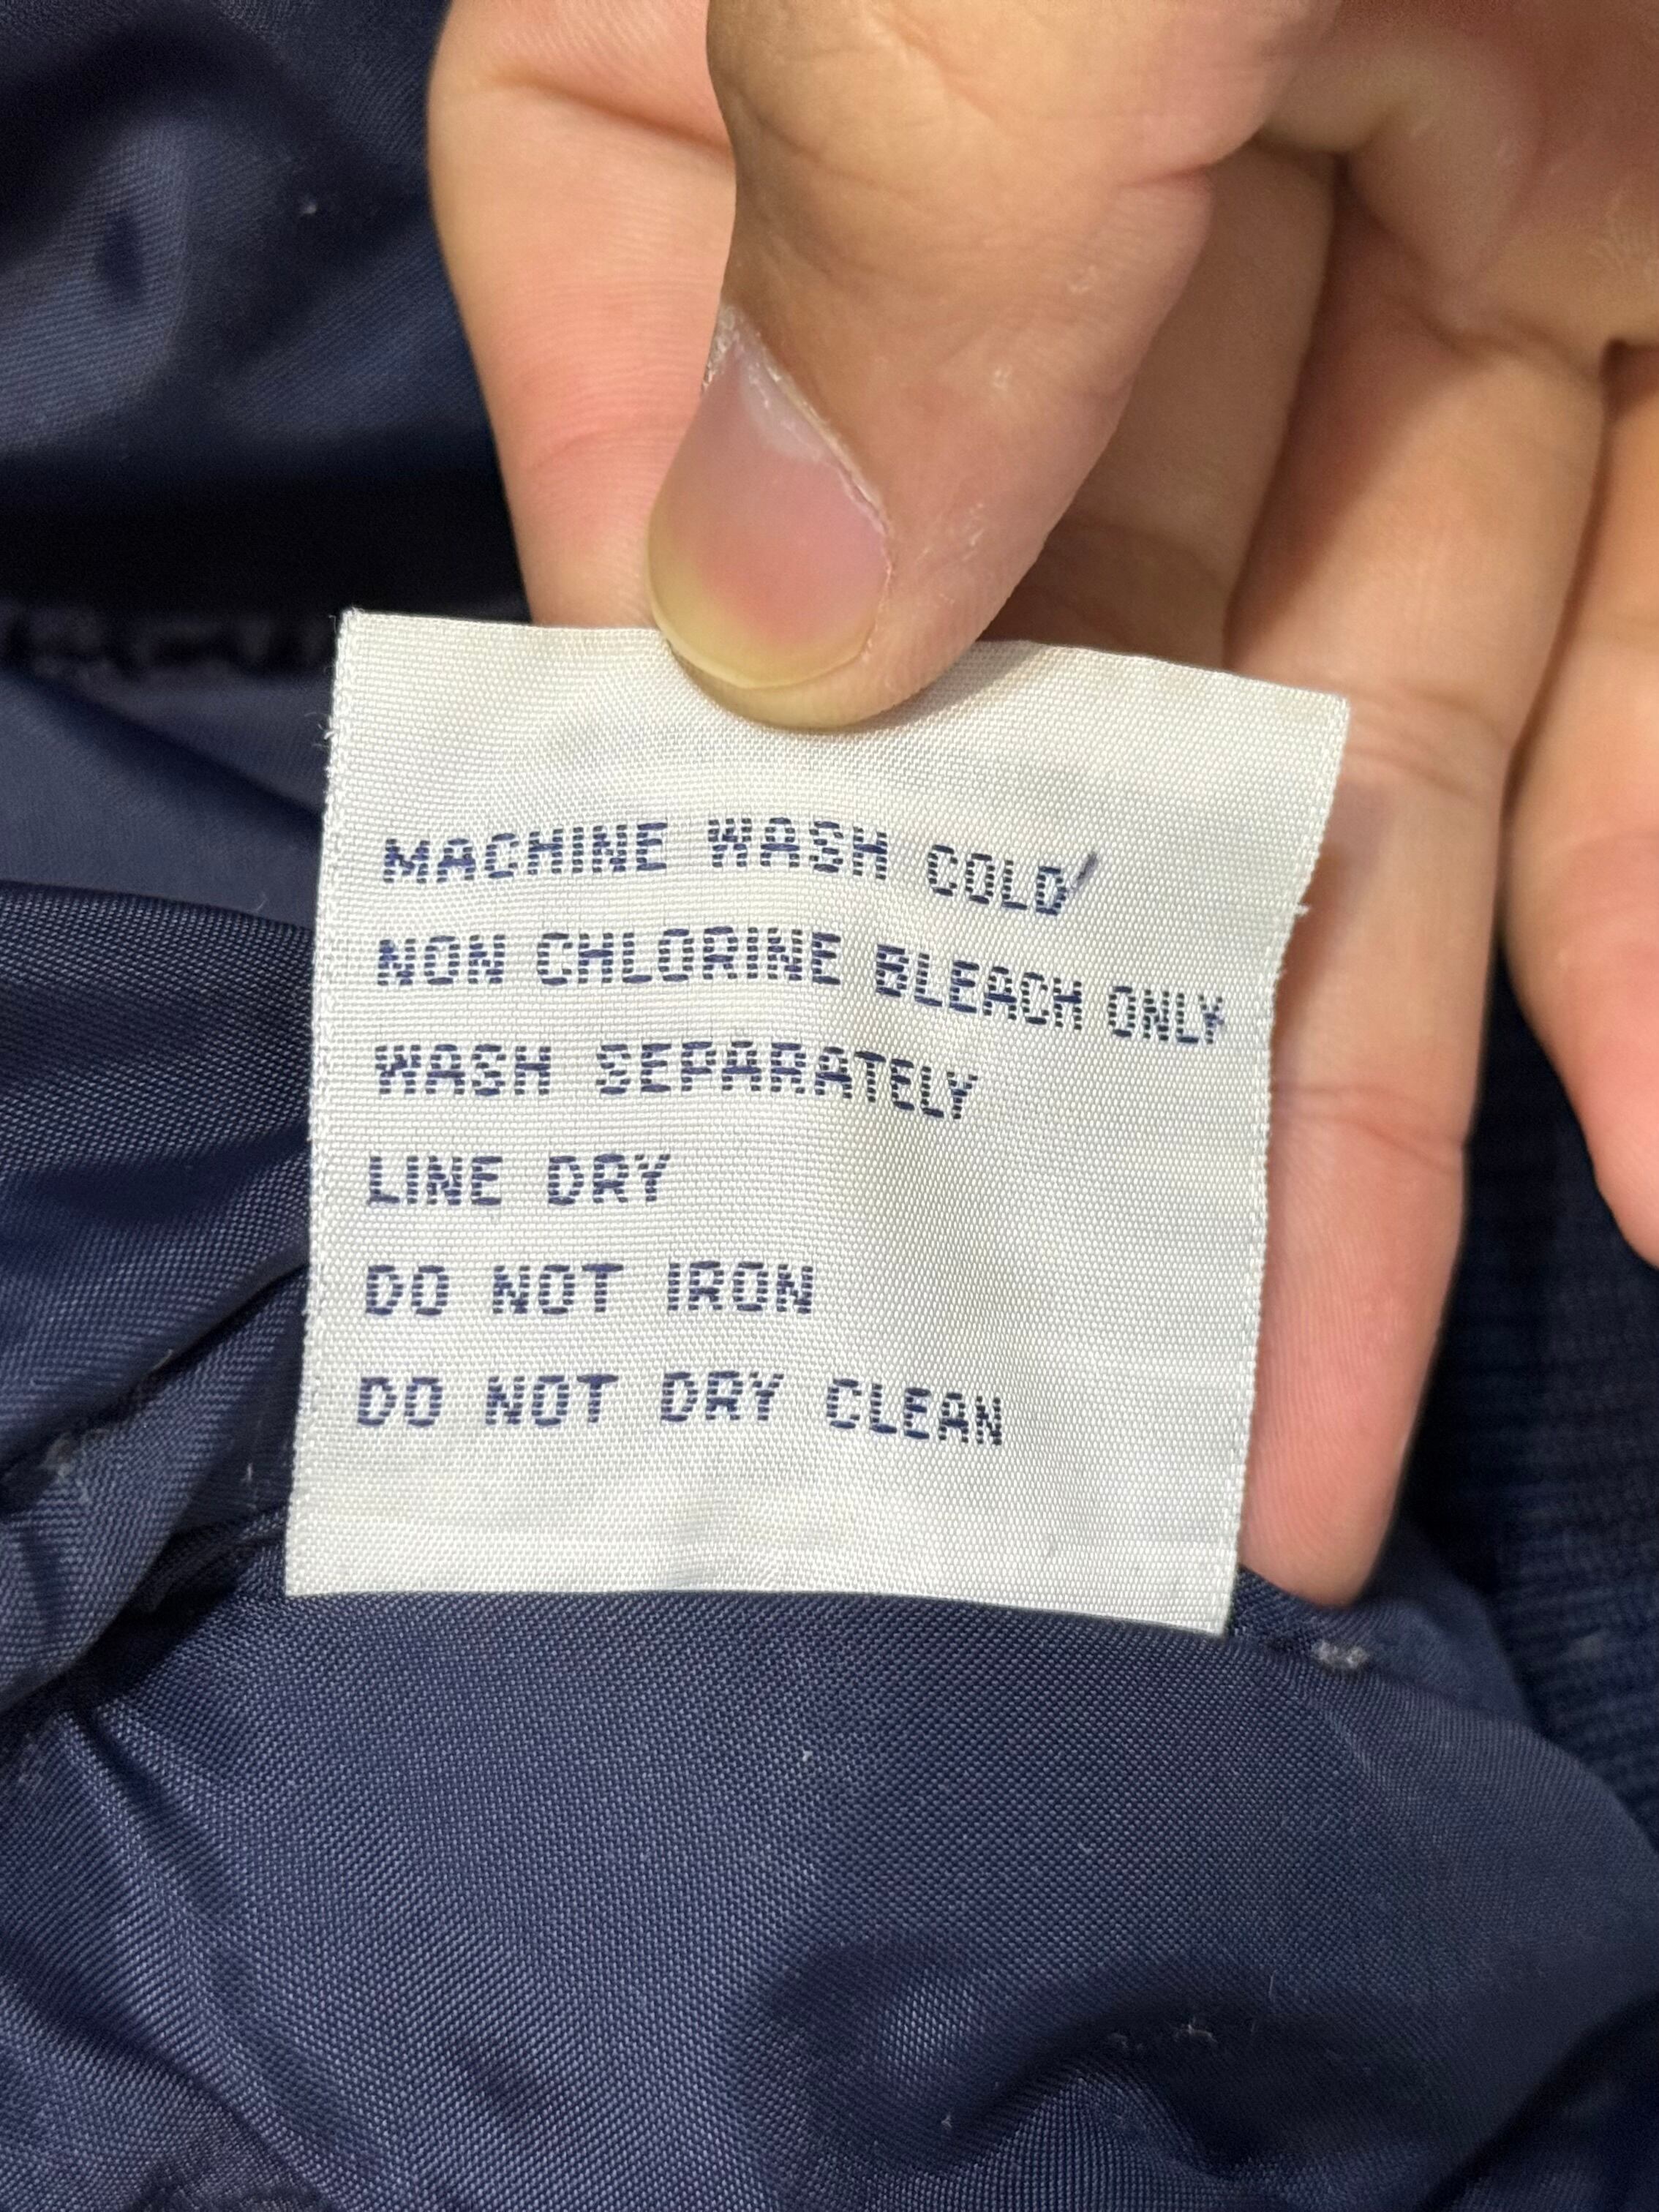 MACHINE WASH COLD/
NON CHLORINE BLEACH ONLY
WASH SEPARATELY
LINE DRY
DO NOT IRON
DO NOT DRY CLEAN